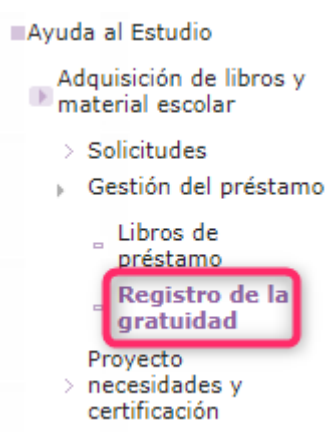 Ayuda al Estudio
Adquisición de libros y
material escolar
Solicitudes
Gestión del préstamo
Libros de
préstamo
Registro de la
gratuidad
Proyecto
necesidades y
certificación